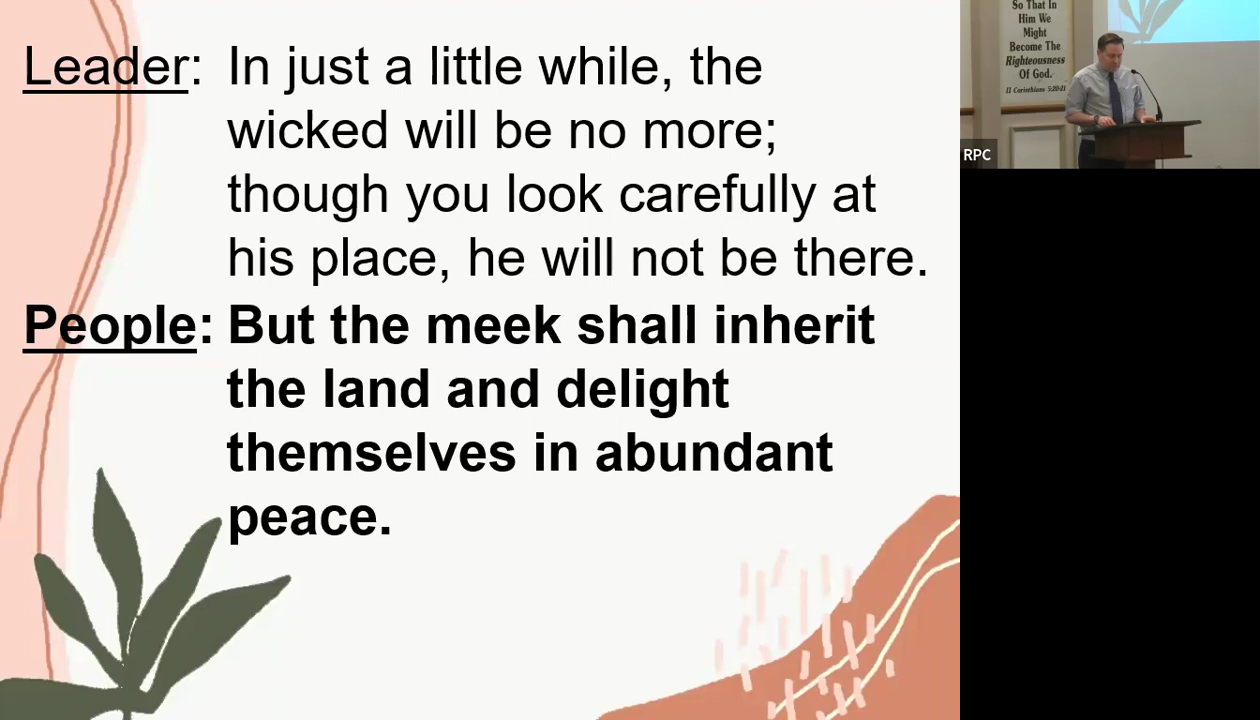 Leader: In just a little while, the
wicked will be no more;
though you look carefully at
his place, he will not be there.
People: But the meek shall inherit
the land and delight
themselves in abundant
peace.
So That In
Him We
Might
Become The
Righteousness
Of God.
II Corinthians 5:20-21
RPC